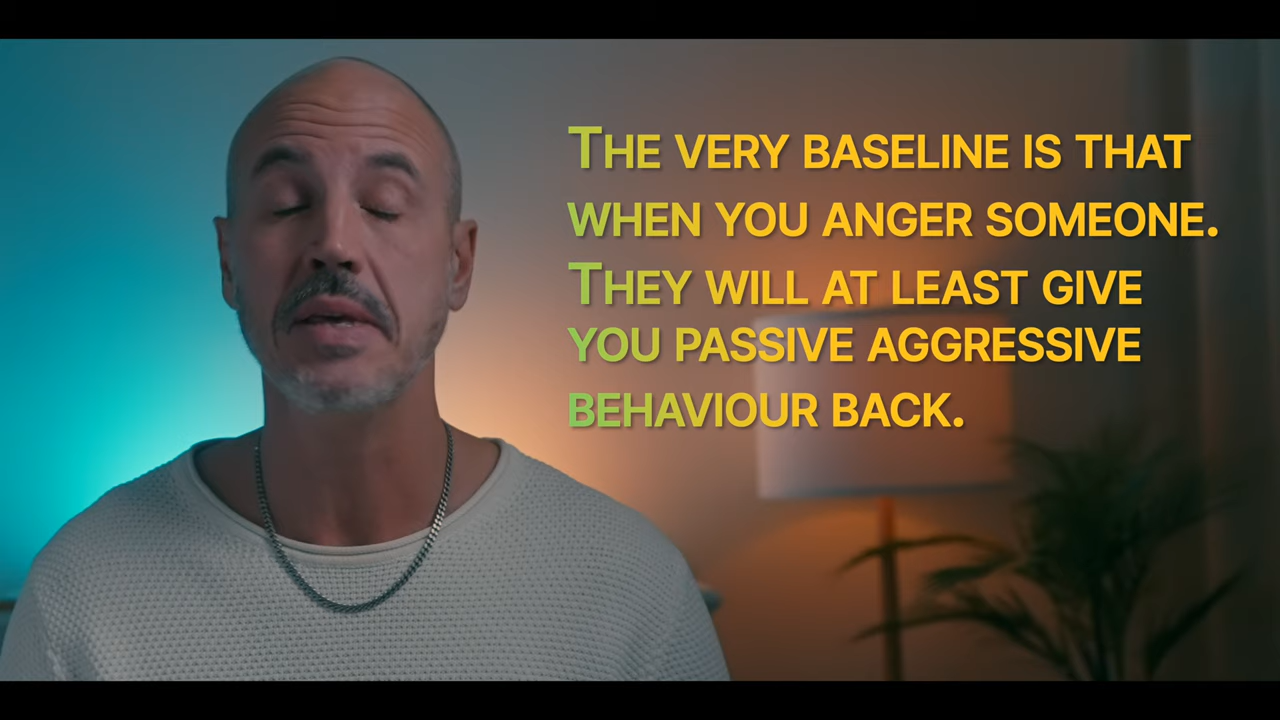 The very baseline is that
when you anger someone.
They will at least give
you passive aggressive
behaviour back.